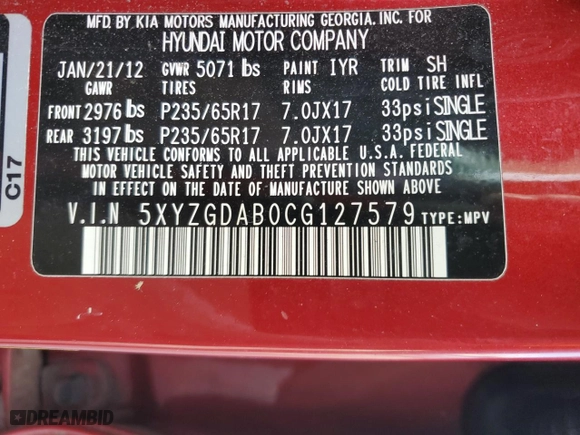 MFD. BY KIA MOTORS MANUFACTURING GEORGIA. INC. FOR
HYUNDAI MOTOR COMPANY
JAN/21/12 GVWR 5071 lbs PAINT IYR TRIM SH
GAWR TIRES RIMS COLD TIRE INFL
FRONT 2976 lbs P235/65R17 7.0JX17 33psi SINGLE
REAR 3197 lbs P235/65R17 7.0JX17 33psi SINGLE
THIS VEHICLE CONFORMS TO ALL APPLICABLE U.S.A. FEDERAL
MOTOR VEHICLE SAFETY AND THEFT PREVENTION STANDARDS
IN EFFECT ON THE DATE OF MANUFACTURE SHOWN ABOVE.
V.I.N 5XYZGDAB0CG127579 TYPE:MPV
C17
DREAMBID